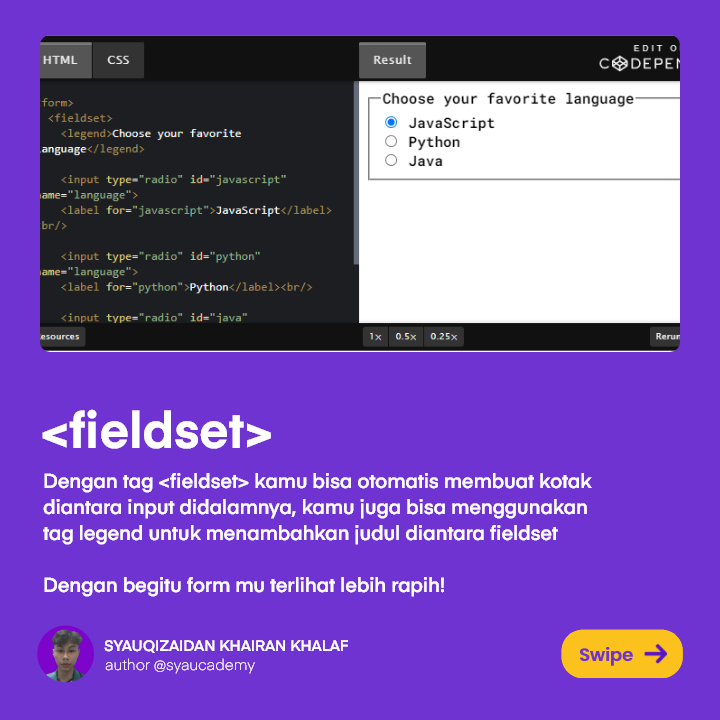 HTML
CSS
Result
EDIT O
CODEPEN
form>
<fieldset>
<legend>Choose your favorite
language</legend>
<input type="radio" id="javascript"
name="language">
<label for="javascript">JavaScript</label>
br/>
<input type="radio" id="python"
name="language">
<label for="python">Python</label><br/>
<input type="radio" id="java"
Choose your favorite language
JavaScript
Python
Java
esources
1x
0.5x
0.25x
Rerun
<fieldset>
Dengan tag <fieldset> kamu bisa otomatis membuat kotak
diantara input didalamnya, kamu juga bisa menggunakan
tag legend untuk menambahkan judul diantara fieldset
Dengan begitu form mu terlihat lebih rapih!
SYAUQIZAIDAN KHAIRAN KHALAF
author @syaucademy
Swipe